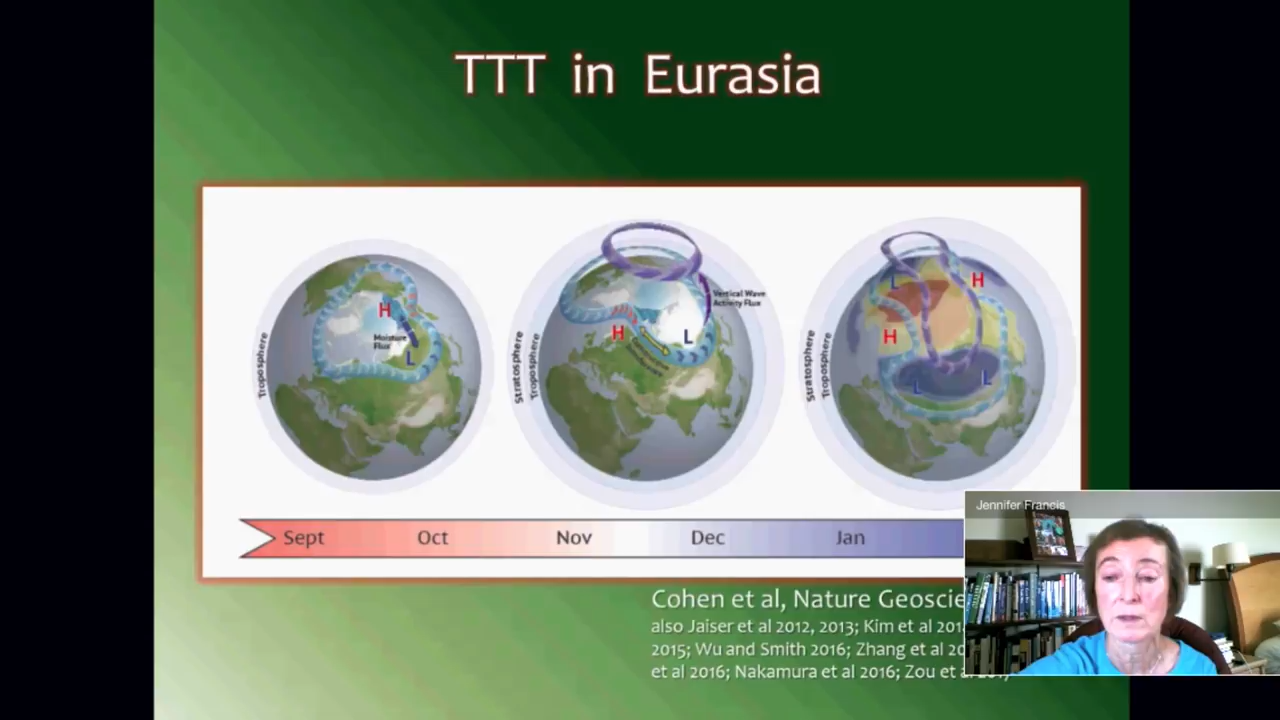 TTT in Eurasia
Troposphere
H
Moisture
Flux
L
Stratosphere
Troposphere
Vertical Wave
Activity Flux
H
L
Stratosphere
Troposphere
L
H
H
L
L
Sept Oct Nov Dec Jan
Jennifer Francis
Cohen et al, Nature Geoscie
also Jaiser et al 2012, 2013; Kim et al 201
2015; Wu and Smith 2016; Zhang et al 20
et al 2016; Nakamura et al 2016; Zou et a